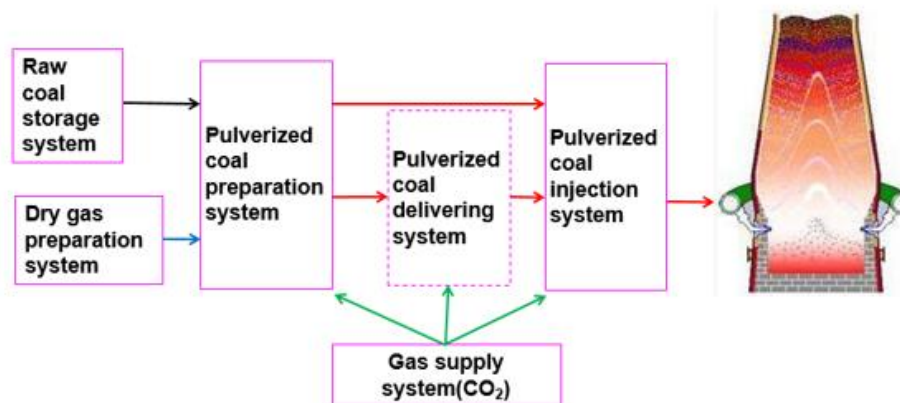 Raw
coal
storage
system
Dry gas
preparation
system
Pulverized
coal
preparation
system
Pulverized
coal
delivering
system
Pulverized
coal
injection
system
Gas supply
system(CO₂)